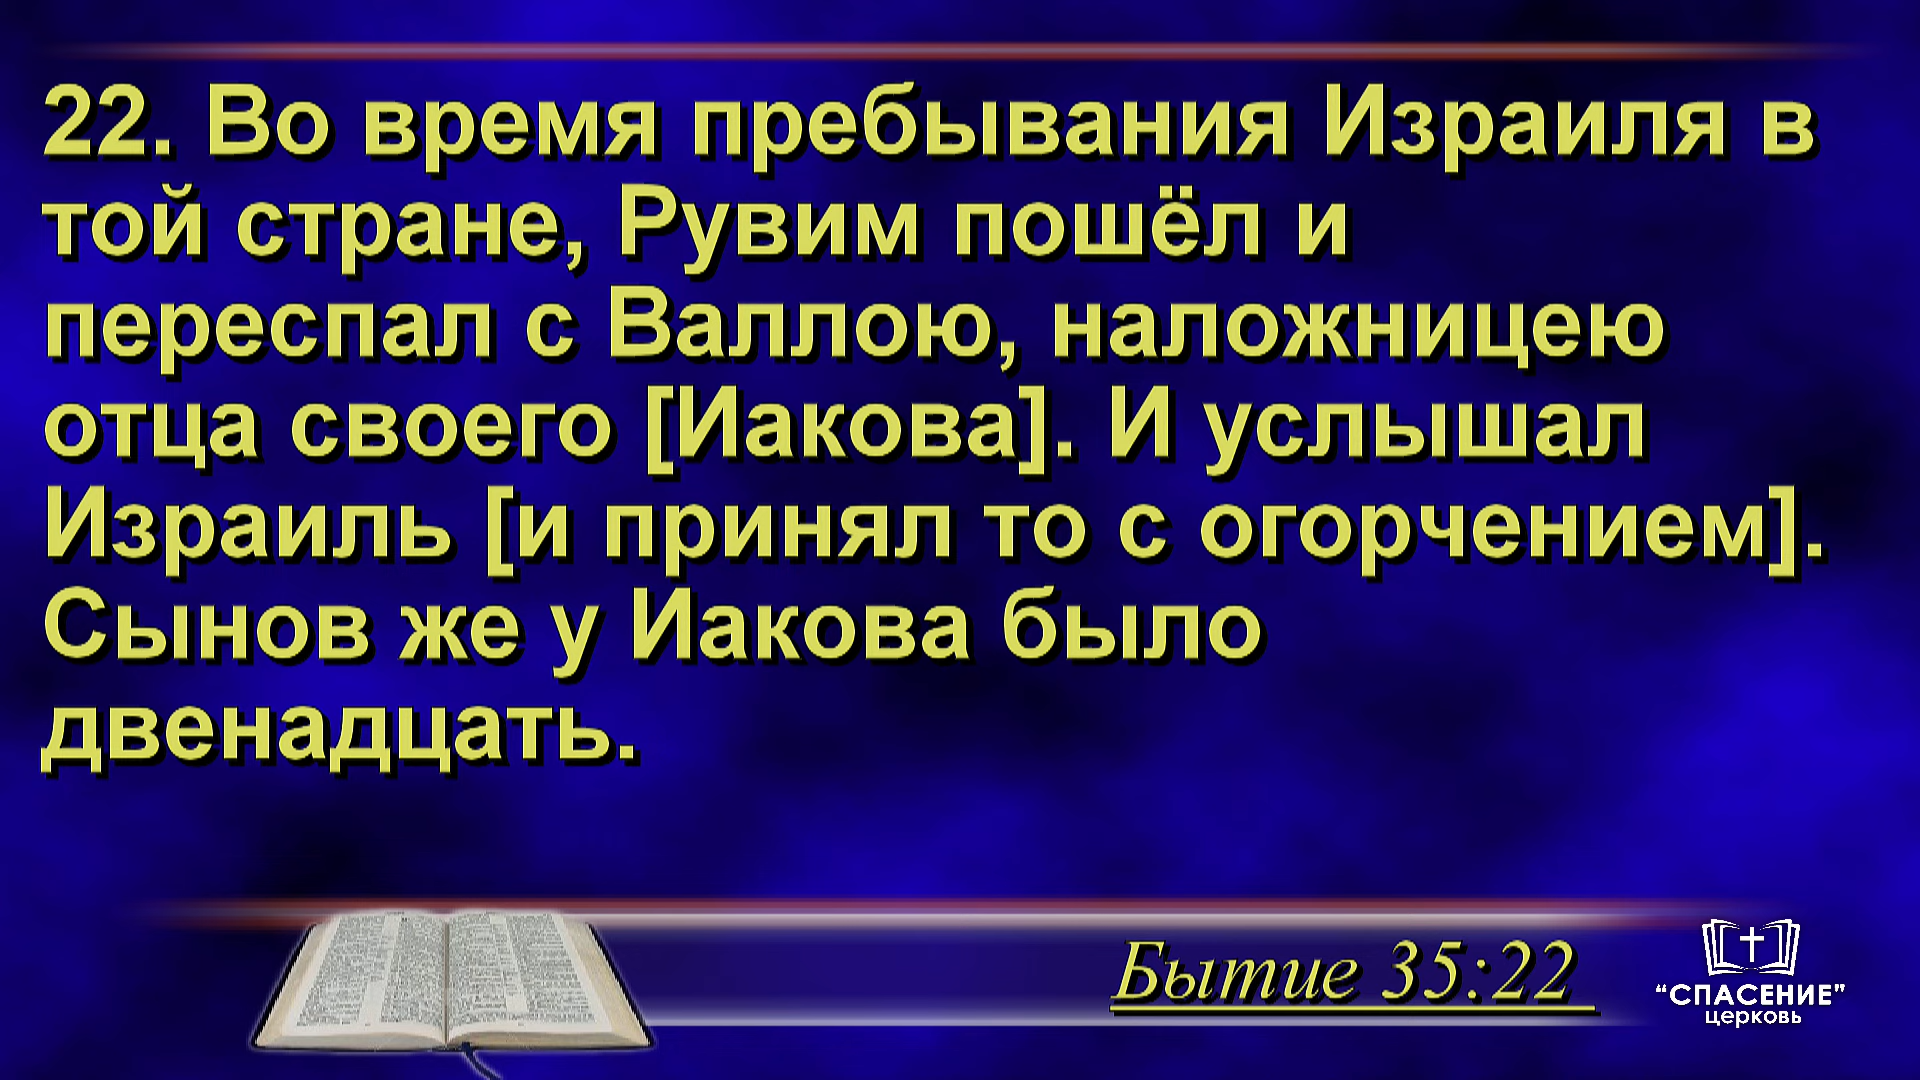 22. Во время пребывания Израиля в
той стране, Рувим пошёл и
переспал с Валлою, наложницею
отца своего [Иакова]. И услышал
Израиль [и принял то с огорчением].
Сынов же у Иакова было
двенадцать.
Бытие 35:22
“СПАСЕНИЕ”
церковь